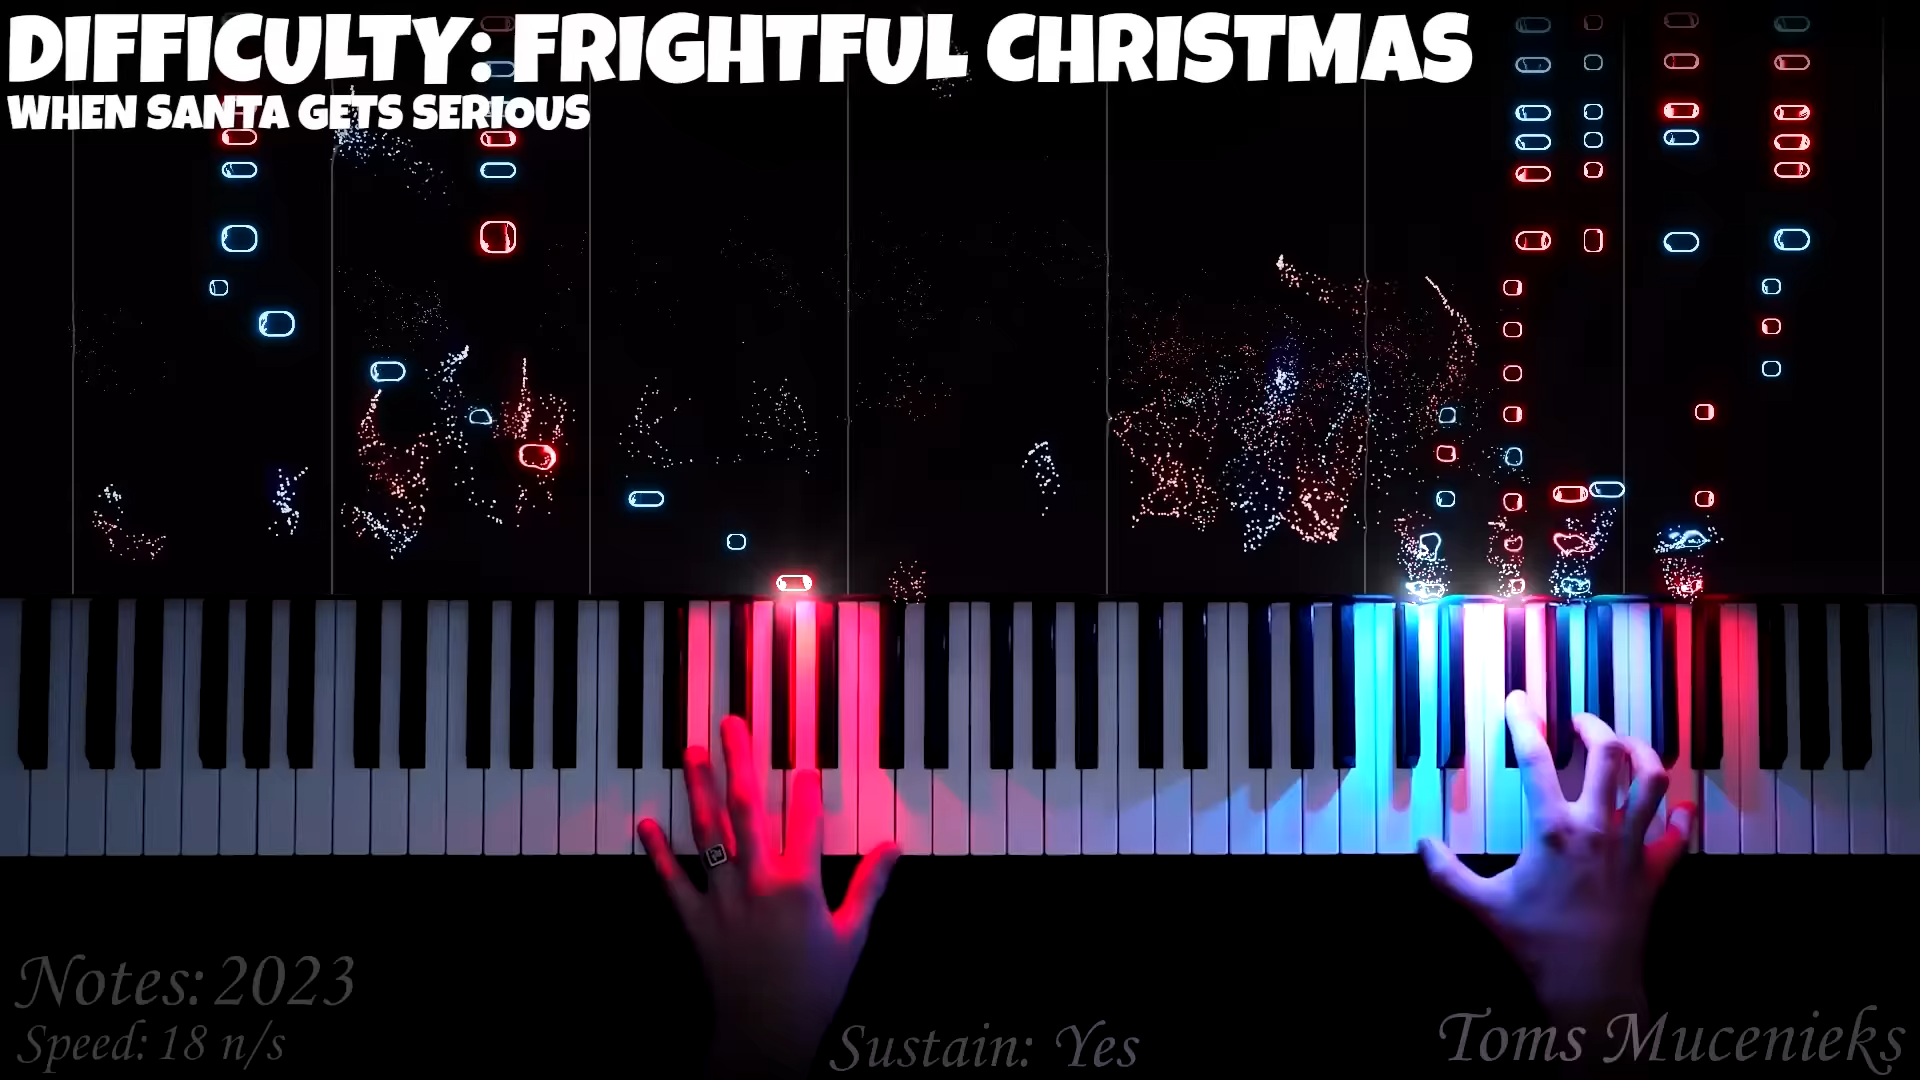 DIFFICULTY: FRIGHTFUL CHRISTMAS
WHEN SANTA GETS SERIOUS
Notes: 2023
Speed: 18 n/s
Sustain: Yes
Toms Mucenieks